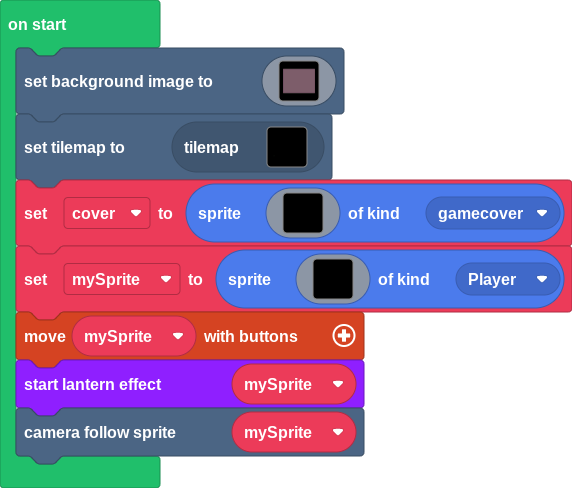 on start
set background image to
set tilemap to tilemap
set cover to sprite of kind gamecover
set mySprite to sprite of kind Player
move mySprite with buttons
start lantern effect mySprite
camera follow sprite mySprite